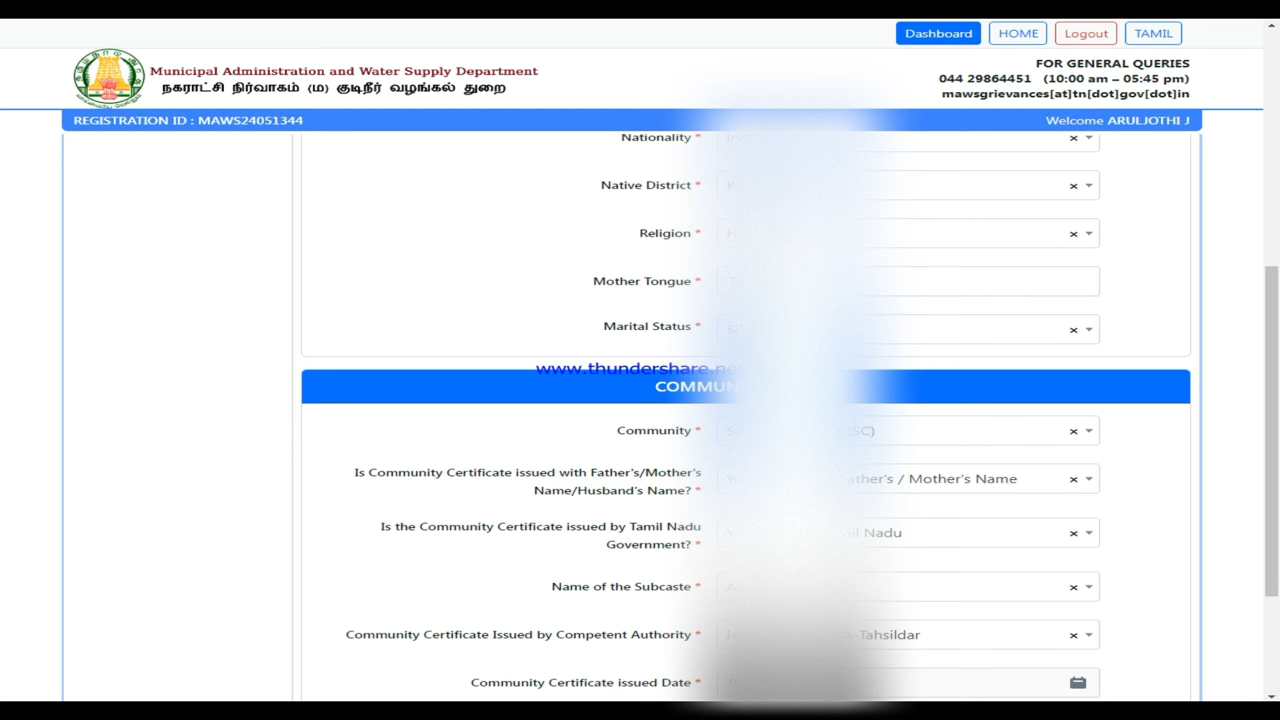 Dashboard HOME Logout TAMIL
Municipal Administration and Water Supply Department
நகராட்சி நிர்வாகம் (ம) குடிநீர் வழங்கல் துறை
FOR GENERAL QUERIES
044 29864451 (10:00 am – 05:45 pm)
mawsgrievances[at]tn[dot]gov[dot]in
REGISTRATION ID : MAWS24051344 Welcome ARULJOTHI J
Nationality *
Native District *
Religion *
Mother Tongue *
Marital Status *
www.thundershare.ne
COMMUN
Community * (SC)
Is Community Certificate issued with Father's/Mother's
Name/Husband's Name? * / Mother's Name
Is the Community Certificate issued by Tamil Nadu
Government? * Nadu
Name of the Subcaste *
Community Certificate Issued by Competent Authority * -Tahsildar
Community Certificate issued Date *